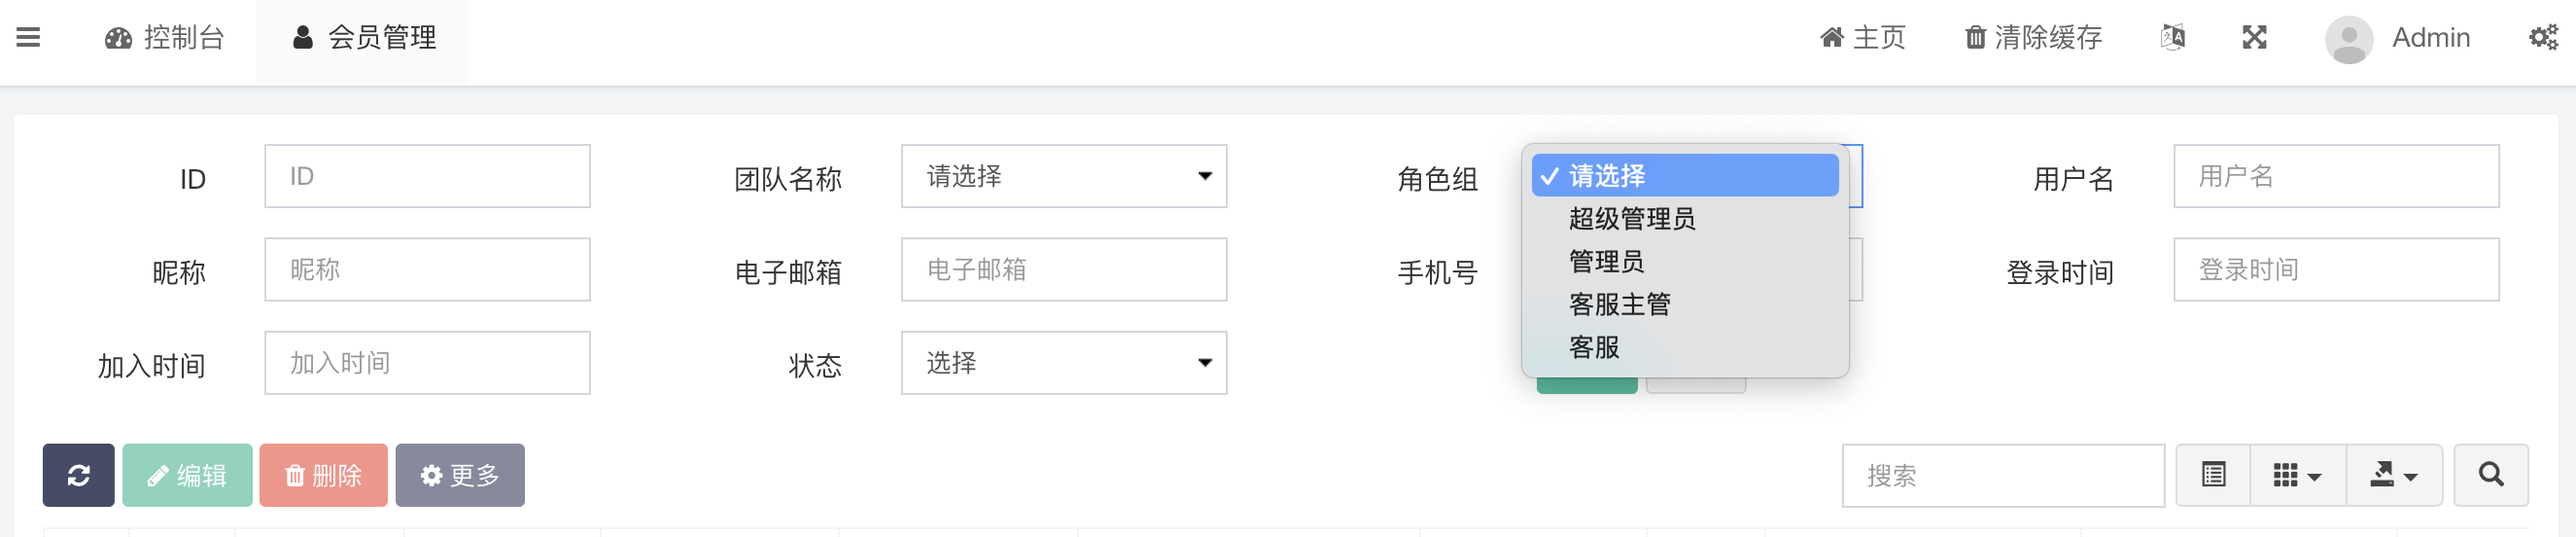 控制台 会员管理 主页 清除缓存 Admin
ID ID 团队名称 请选择 角色组 请选择 用户名 用户名
超级管理员
管理员
昵称 昵称 电子邮箱 电子邮箱 手机号 登录时间 登录时间
客服主管
客服
加入时间 加入时间 状态 选择
编辑 删除 更多 搜索